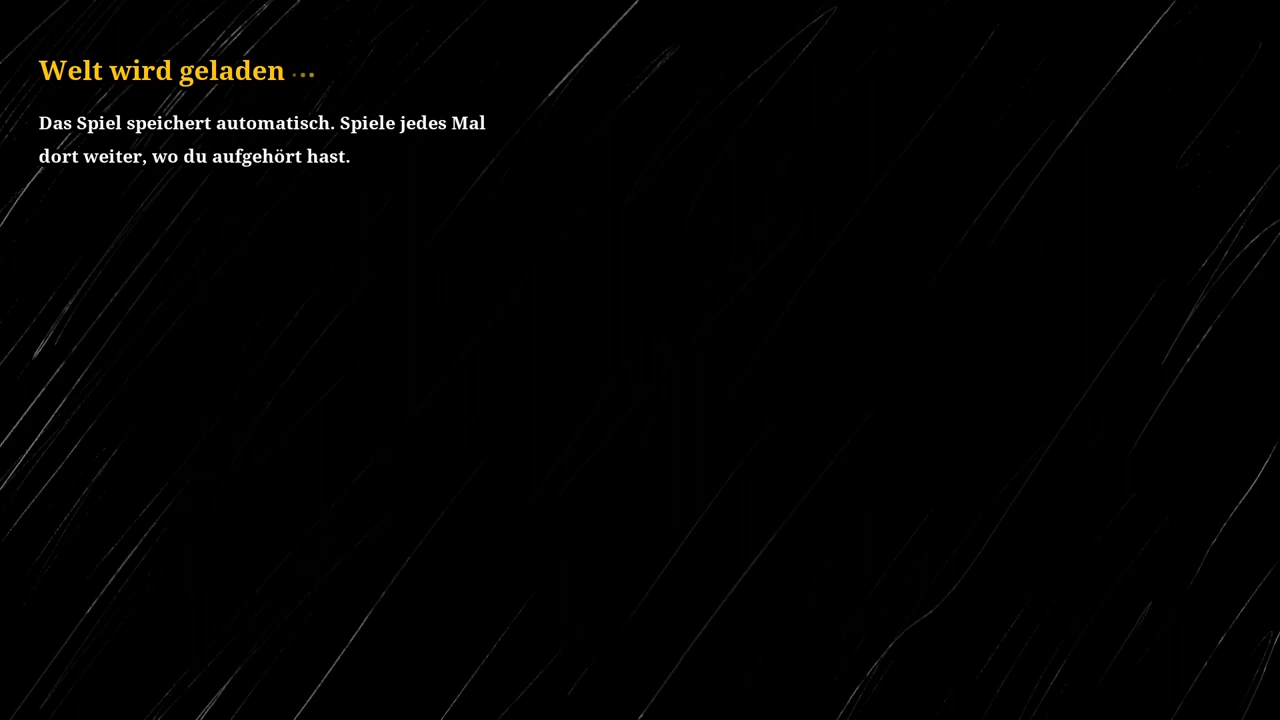 Welt wird geladen ...
Das Spiel speichert automatisch. Spiele jedes Mal
dort weiter, wo du aufgehört hast.